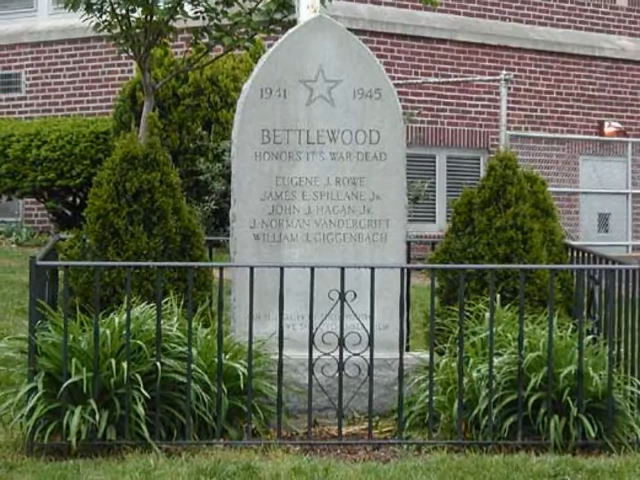 1941 1945
BETTLEWOOD
HONORS IT'S WAR DEAD
EUGENE J. ROWE
JAMES E. SPILLANE JR.
JOHN J. HAGAN JR.
J. NORMAN VANDERGRIFT
WILLIAM J. GIGGENBACH